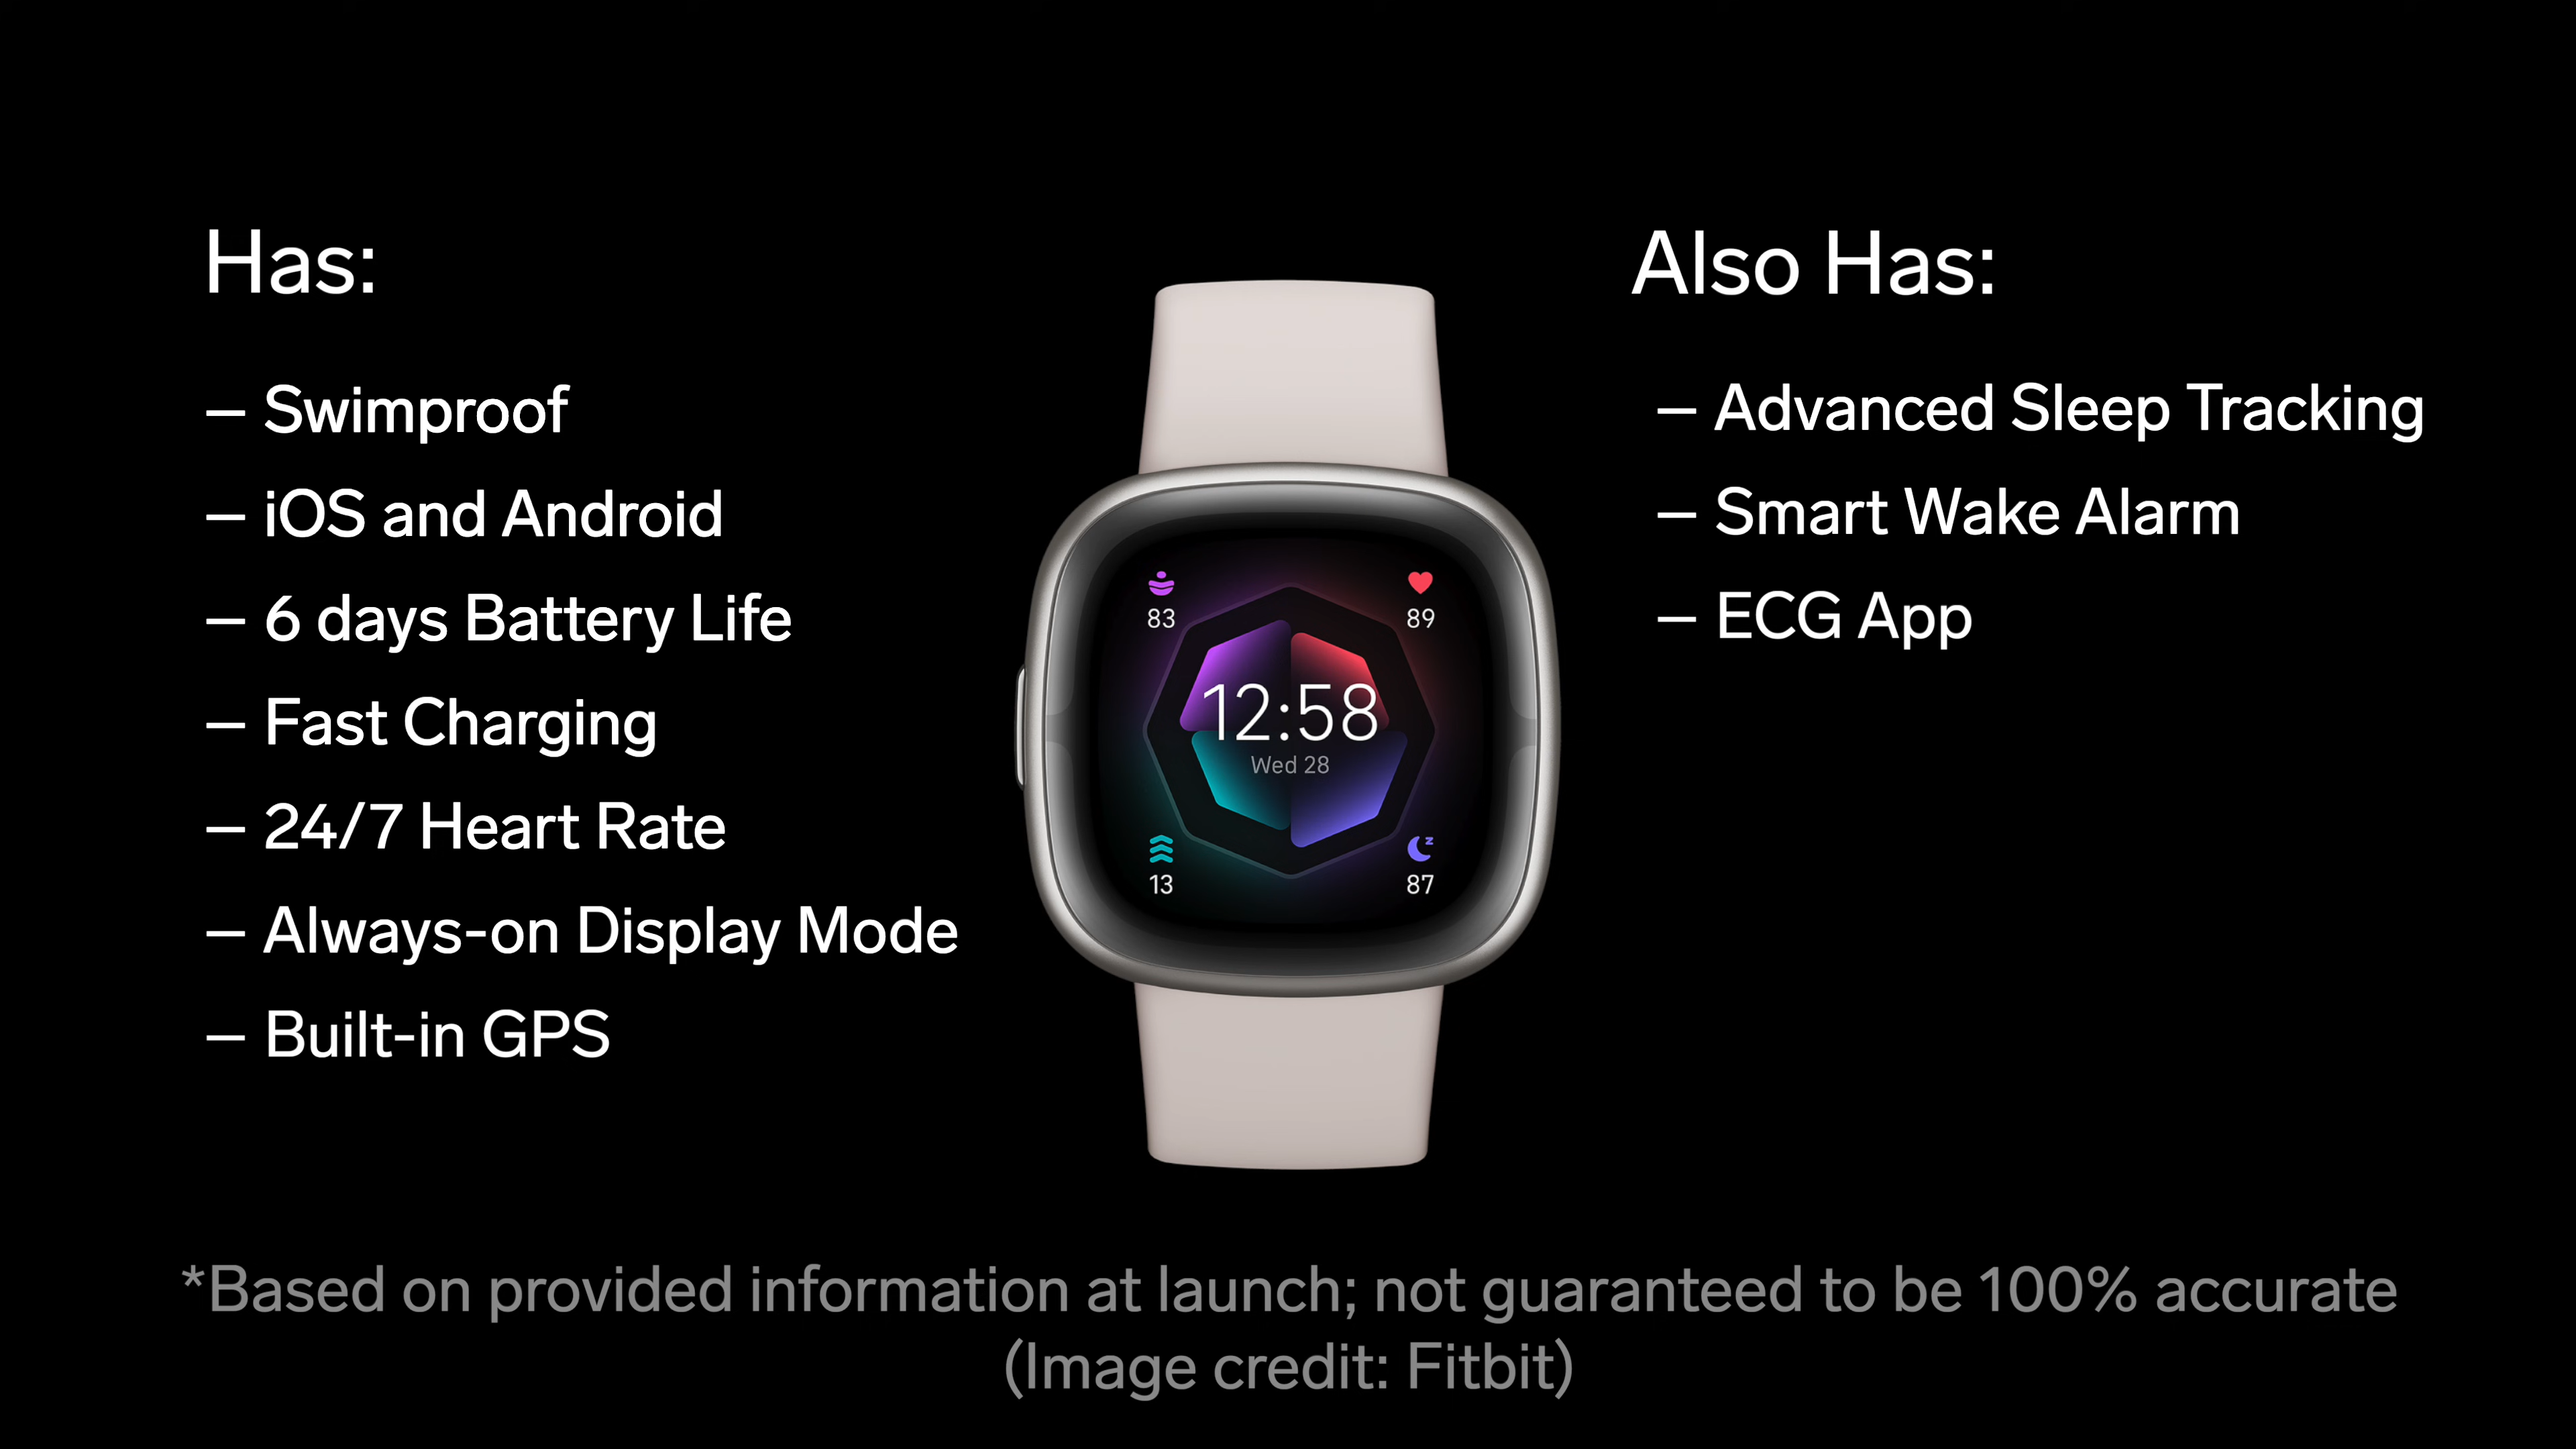 Has:
– Swimproof
– iOS and Android
– 6 days Battery Life
– Fast Charging
– 24/7 Heart Rate
– Always-on Display Mode
– Built-in GPS
83
89
12:58
Wed 28
13
87
Also Has:
– Advanced Sleep Tracking
– Smart Wake Alarm
– ECG App
*Based on provided information at launch; not guaranteed to be 100% accurate
(Image credit: Fitbit)